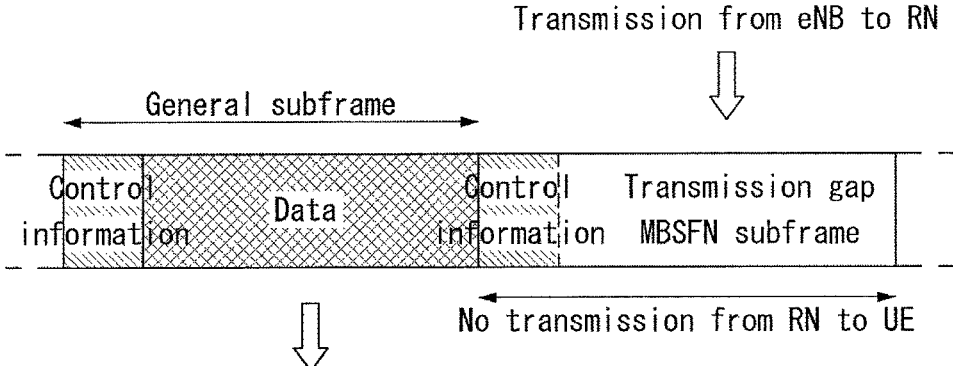 Transmission from eNB to RN
General subframe
Control information
Data
Control information
Transmission gap
MBSFN subframe
No transmission from RN to UE